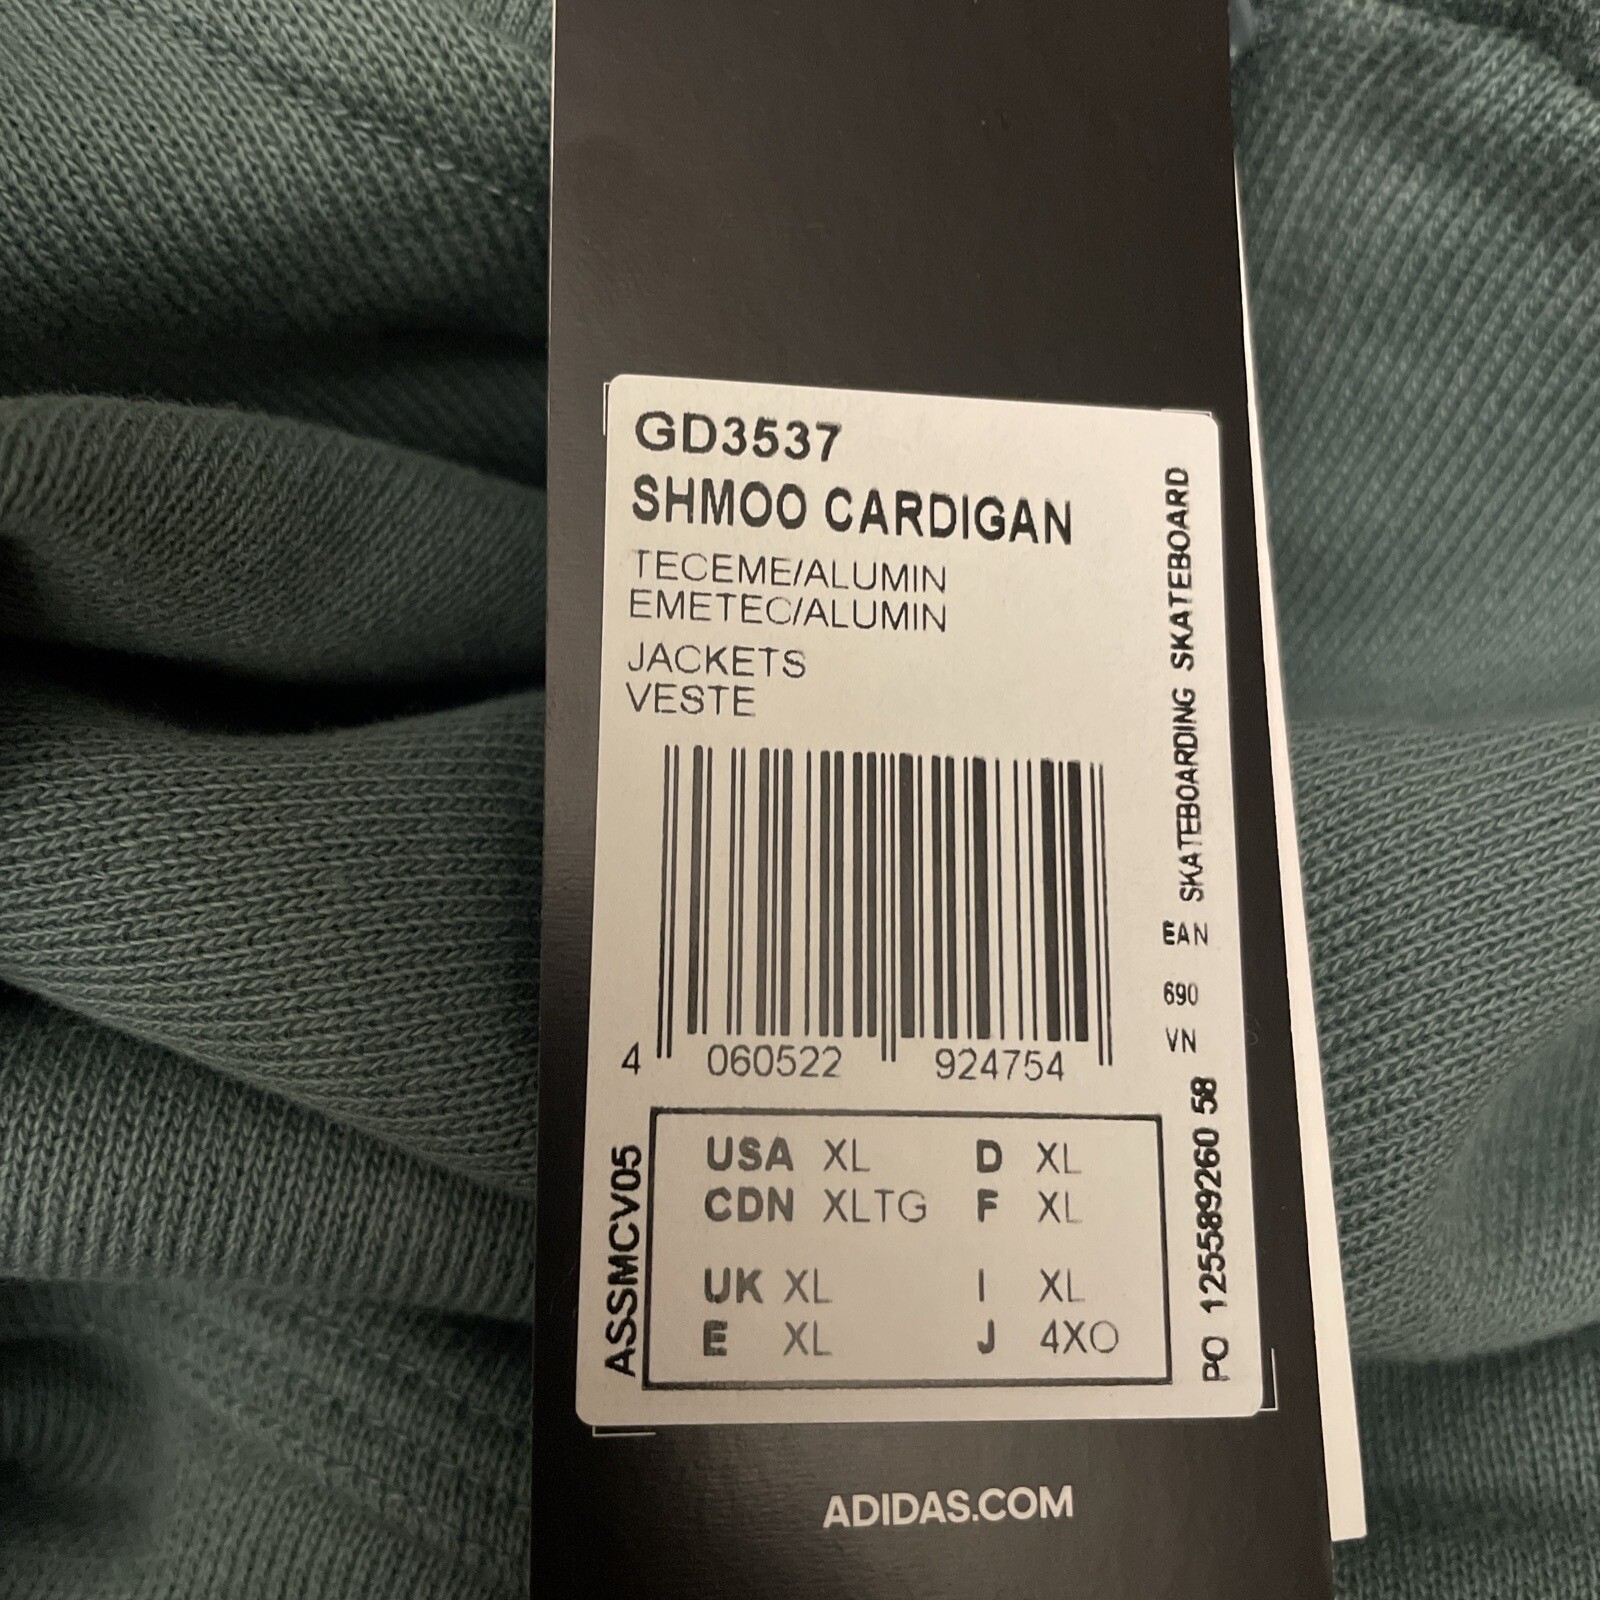 GD3537
SHMOO CARDIGAN
TECEME/ALUMIN
EMETEC/ALUMIN
JACKETS
VESTE
SKATEBOARDING SKATEBOARD
EAN
690
VN
4 060522 924754
ASSMCV05
USA XL D XL
CDN XLTG F XL
UK XL I XL
E XL J 4XO
PO 125589260 58
ADIDAS.COM